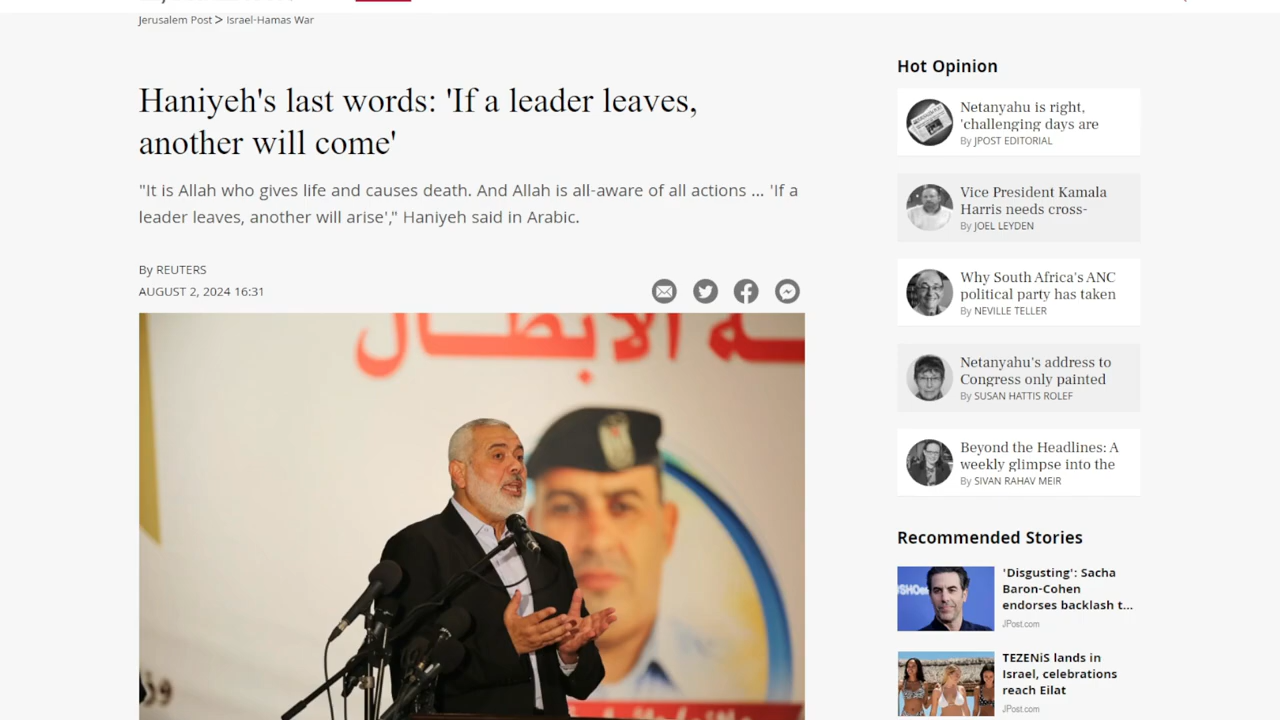 Jerusalem Post > Israel-Hamas War
Haniyeh's last words: 'If a leader leaves,
another will come'
"It is Allah who gives life and causes death. And Allah is all-aware of all actions ... 'If a
leader leaves, another will arise'," Haniyeh said in Arabic.
By REUTERS
AUGUST 2, 2024 16:31
الابطال
Hot Opinion
Netanyahu is right,
'challenging days are
By JPOST EDITORIAL
Vice President Kamala
Harris needs cross-
By JOEL LEYDEN
Why South Africa's ANC
political party has taken
By NEVILLE TELLER
Netanyahu's address to
Congress only painted
By SUSAN HATTIS ROLEF
Beyond the Headlines: A
weekly glimpse into the
By SIVAN RAHAV MEIR
Recommended Stories
'Disgusting': Sacha
Baron-Cohen
endorses backlash t...
JPost.com
TEZENiS lands in
Israel, celebrations
reach Eilat
JPost.com